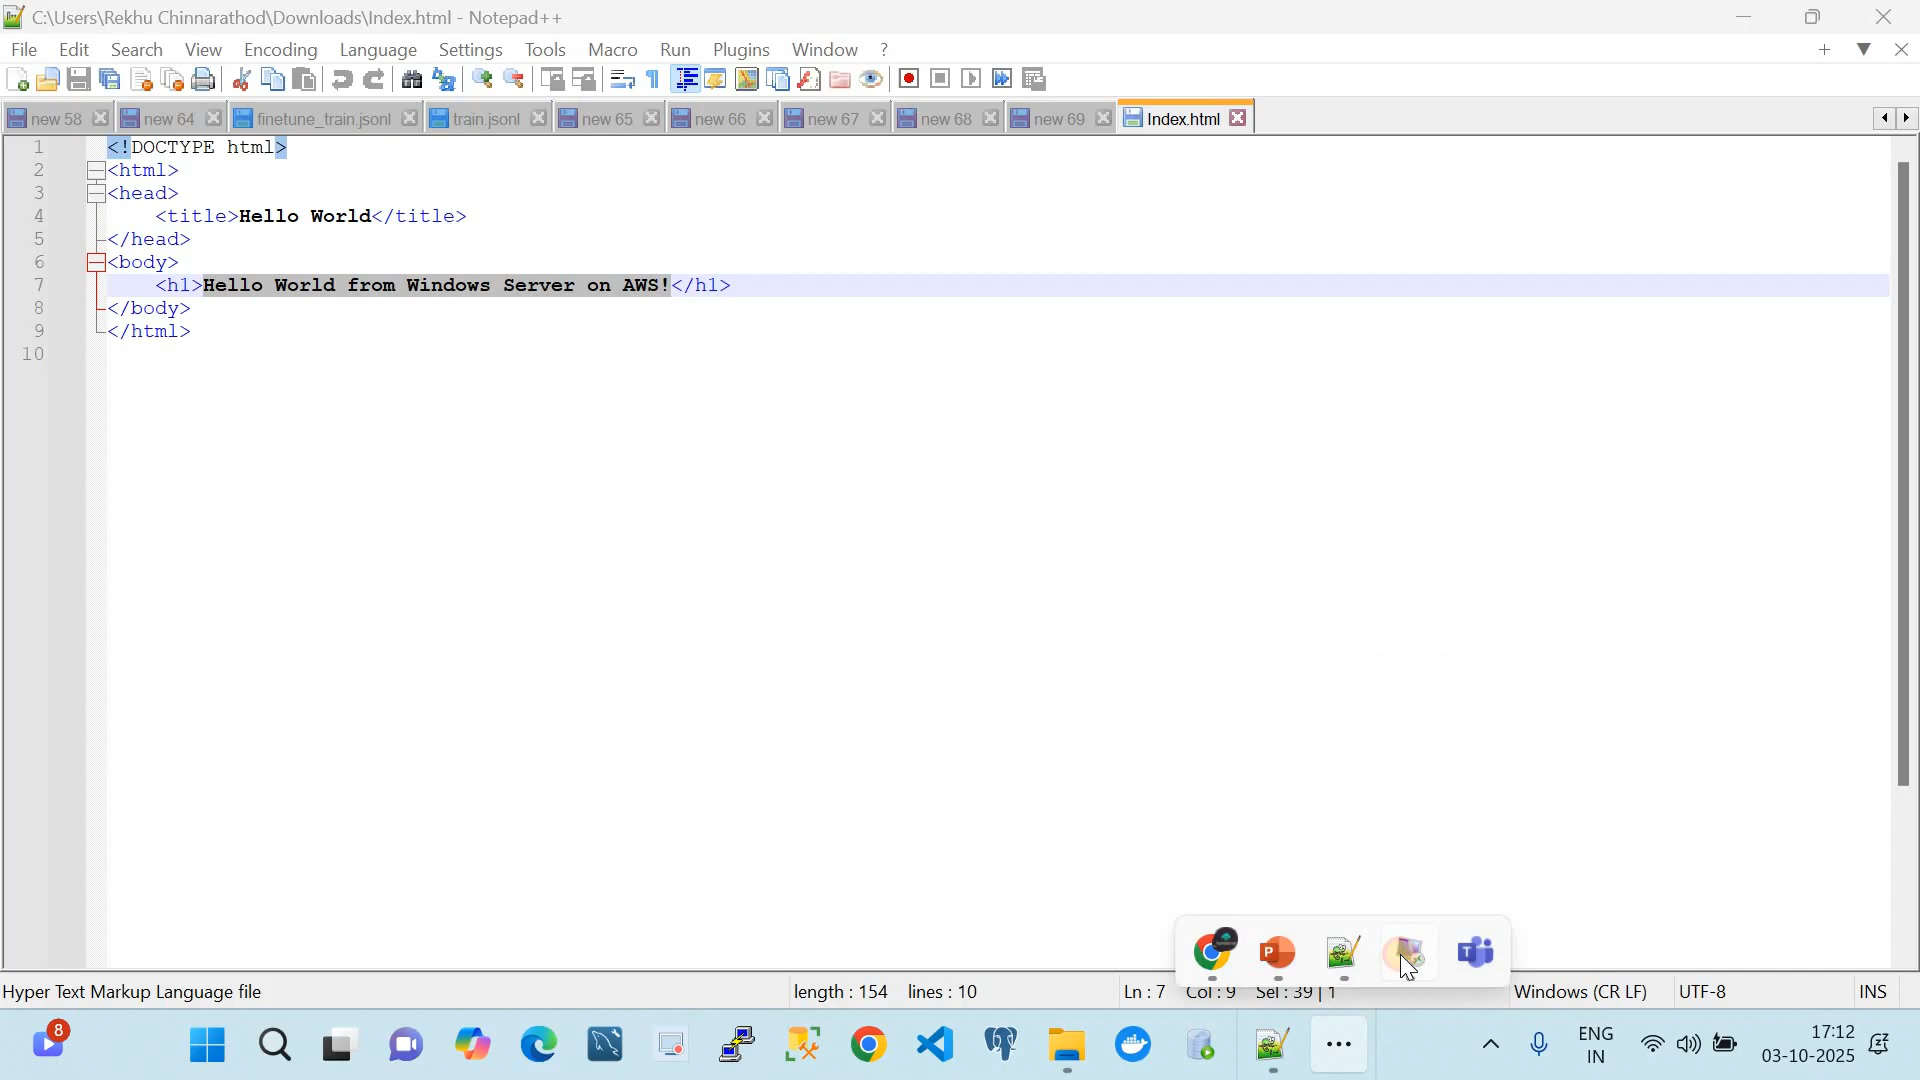 C:\Users\Rekhu Chinnarathod\Downloads\Index.html - Notepad++
File Edit Search View Encoding Language Settings Tools Macro Run Plugins Window ?
new 58 new 64 finetune_train.jsonl train.jsonl new 65 new 66 new 67 new 68 new 69 Index.html
1 <!DOCTYPE html>
2 <html>
3 <head>
4 <title>Hello World</title>
5 </head>
6 <body>
7 <h1>Hello World from Windows Server on AWS!</h1>
8 </body>
9 </html>
10
Hyper Text Markup Language file length : 154 lines : 10 Ln : 7 Col : 9 Sel : 39 | 1 Windows (CR LF) UTF-8 INS
8 ENG 17:12
IN 03-10-2025